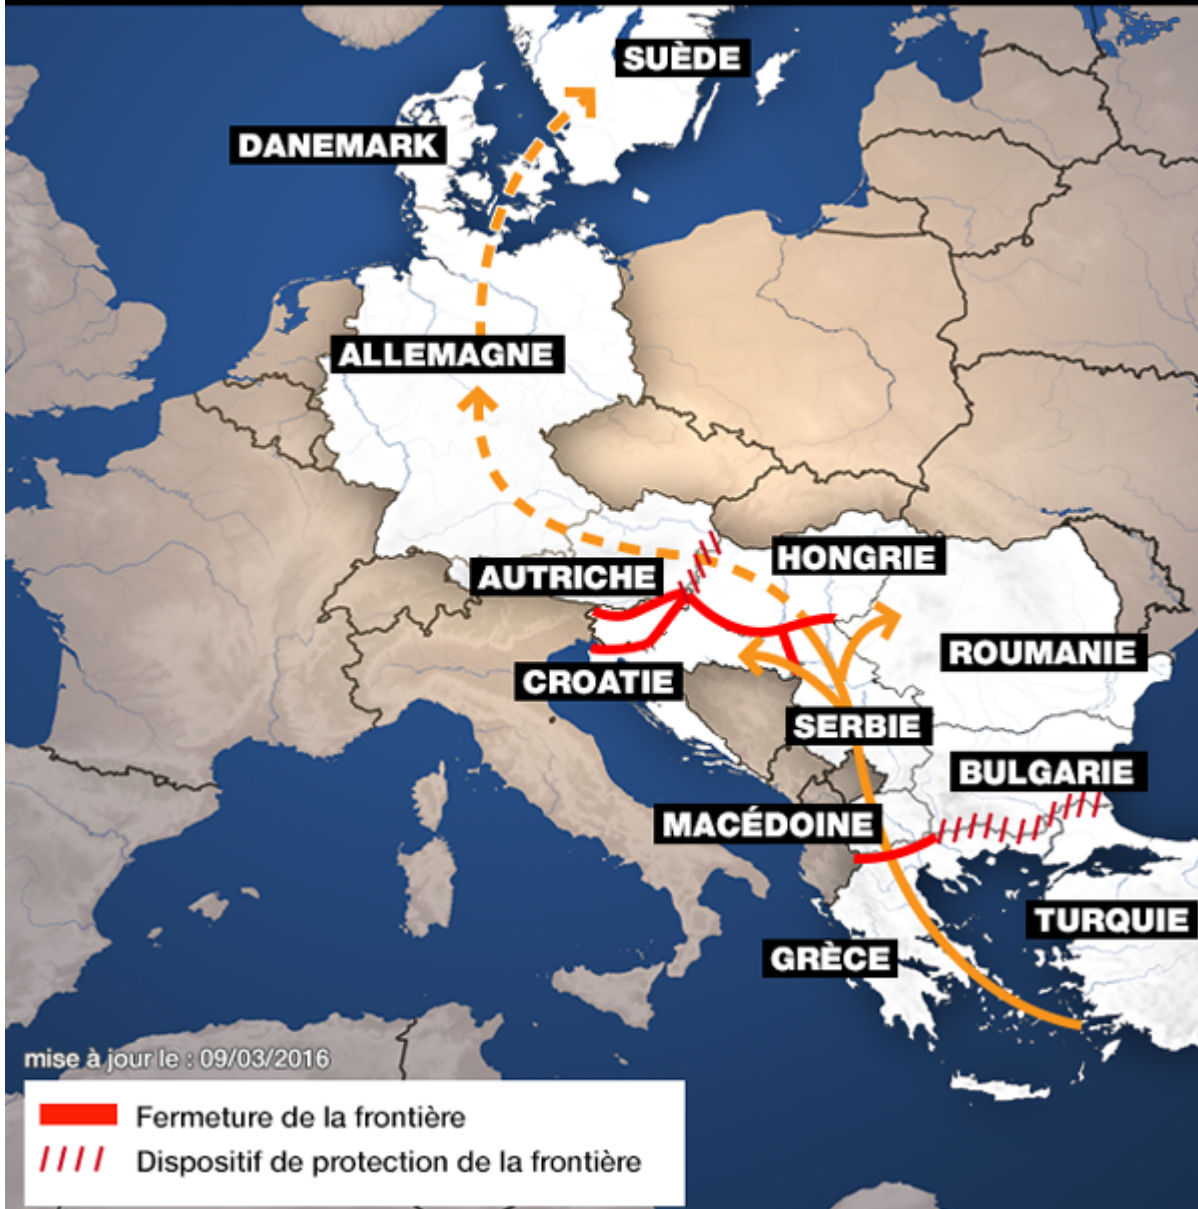 SUÈDE
DANEMARK
ALLEMAGNE
HONGRIE
AUTRICHE
ROUMANIE
CROATIE
SERBIE
BULGARIE
MACÉDOINE
TURQUIE
GRÈCE
mise à jour le : 09/03/2016
Fermeture de la frontière
Dispositif de protection de la frontière